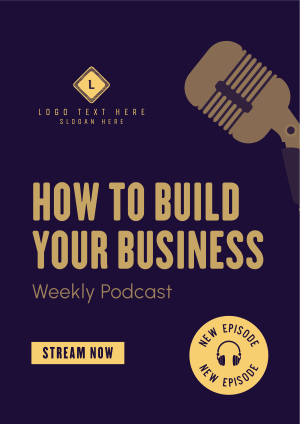 L
LOGO TEXT HERE
SLOGAN HERE
HOW TO BUILD
YOUR BUSINESS
Weekly Podcast
STREAM NOW
NEW EPISODE
NEW EPISODE